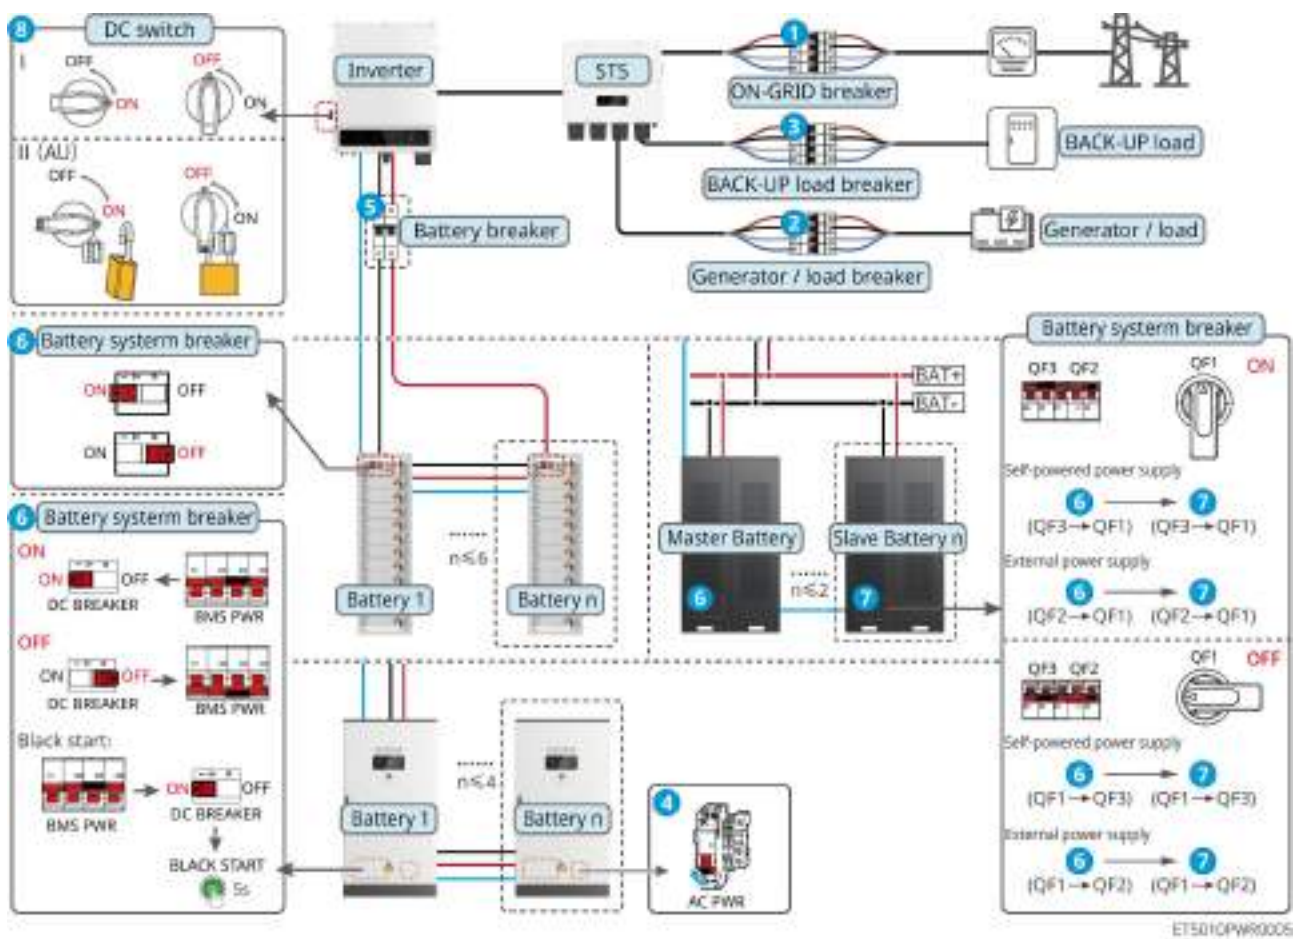 8 DC switch
I
OFF
ON
OFF
ON
II (AU)
OFF
ON
OFF
ON
Inverter
STS
1
ON-GRID breaker
3
BACK-UP load breaker
BACK-UP load
2
Generator / load breaker
Generator / load
5
Battery breaker
6 Battery systerm breaker
ON OFF
ON OFF
6 Battery systerm breaker
ON
ON OFF
DC BREAKER
BMS PWR
OFF
ON OFF
DC BREAKER
BMS PWR
Black start:
ON OFF
BMS PWR
DC BREAKER
BLACK START
5s
Battery 1
n≤6
Battery n
BAT+
BAT-
Master Battery
Slave Battery n
6
n≤2
7
Battery 1
n≤4
Battery n
4
AC PWR
Battery systerm breaker
QF3 QF2
QF1
ON
Self-powered power supply
6 7
(QF3→QF1) (QF3→QF1)
External power supply
6 7
(QF2→QF1) (QF2→QF1)
QF3 QF2
QF1
OFF
Self-powered power supply
6 7
(QF1→QF3) (QF1→QF3)
External power supply
6 7
(QF1→QF2) (QF1→QF2)
ET5010PWR0006